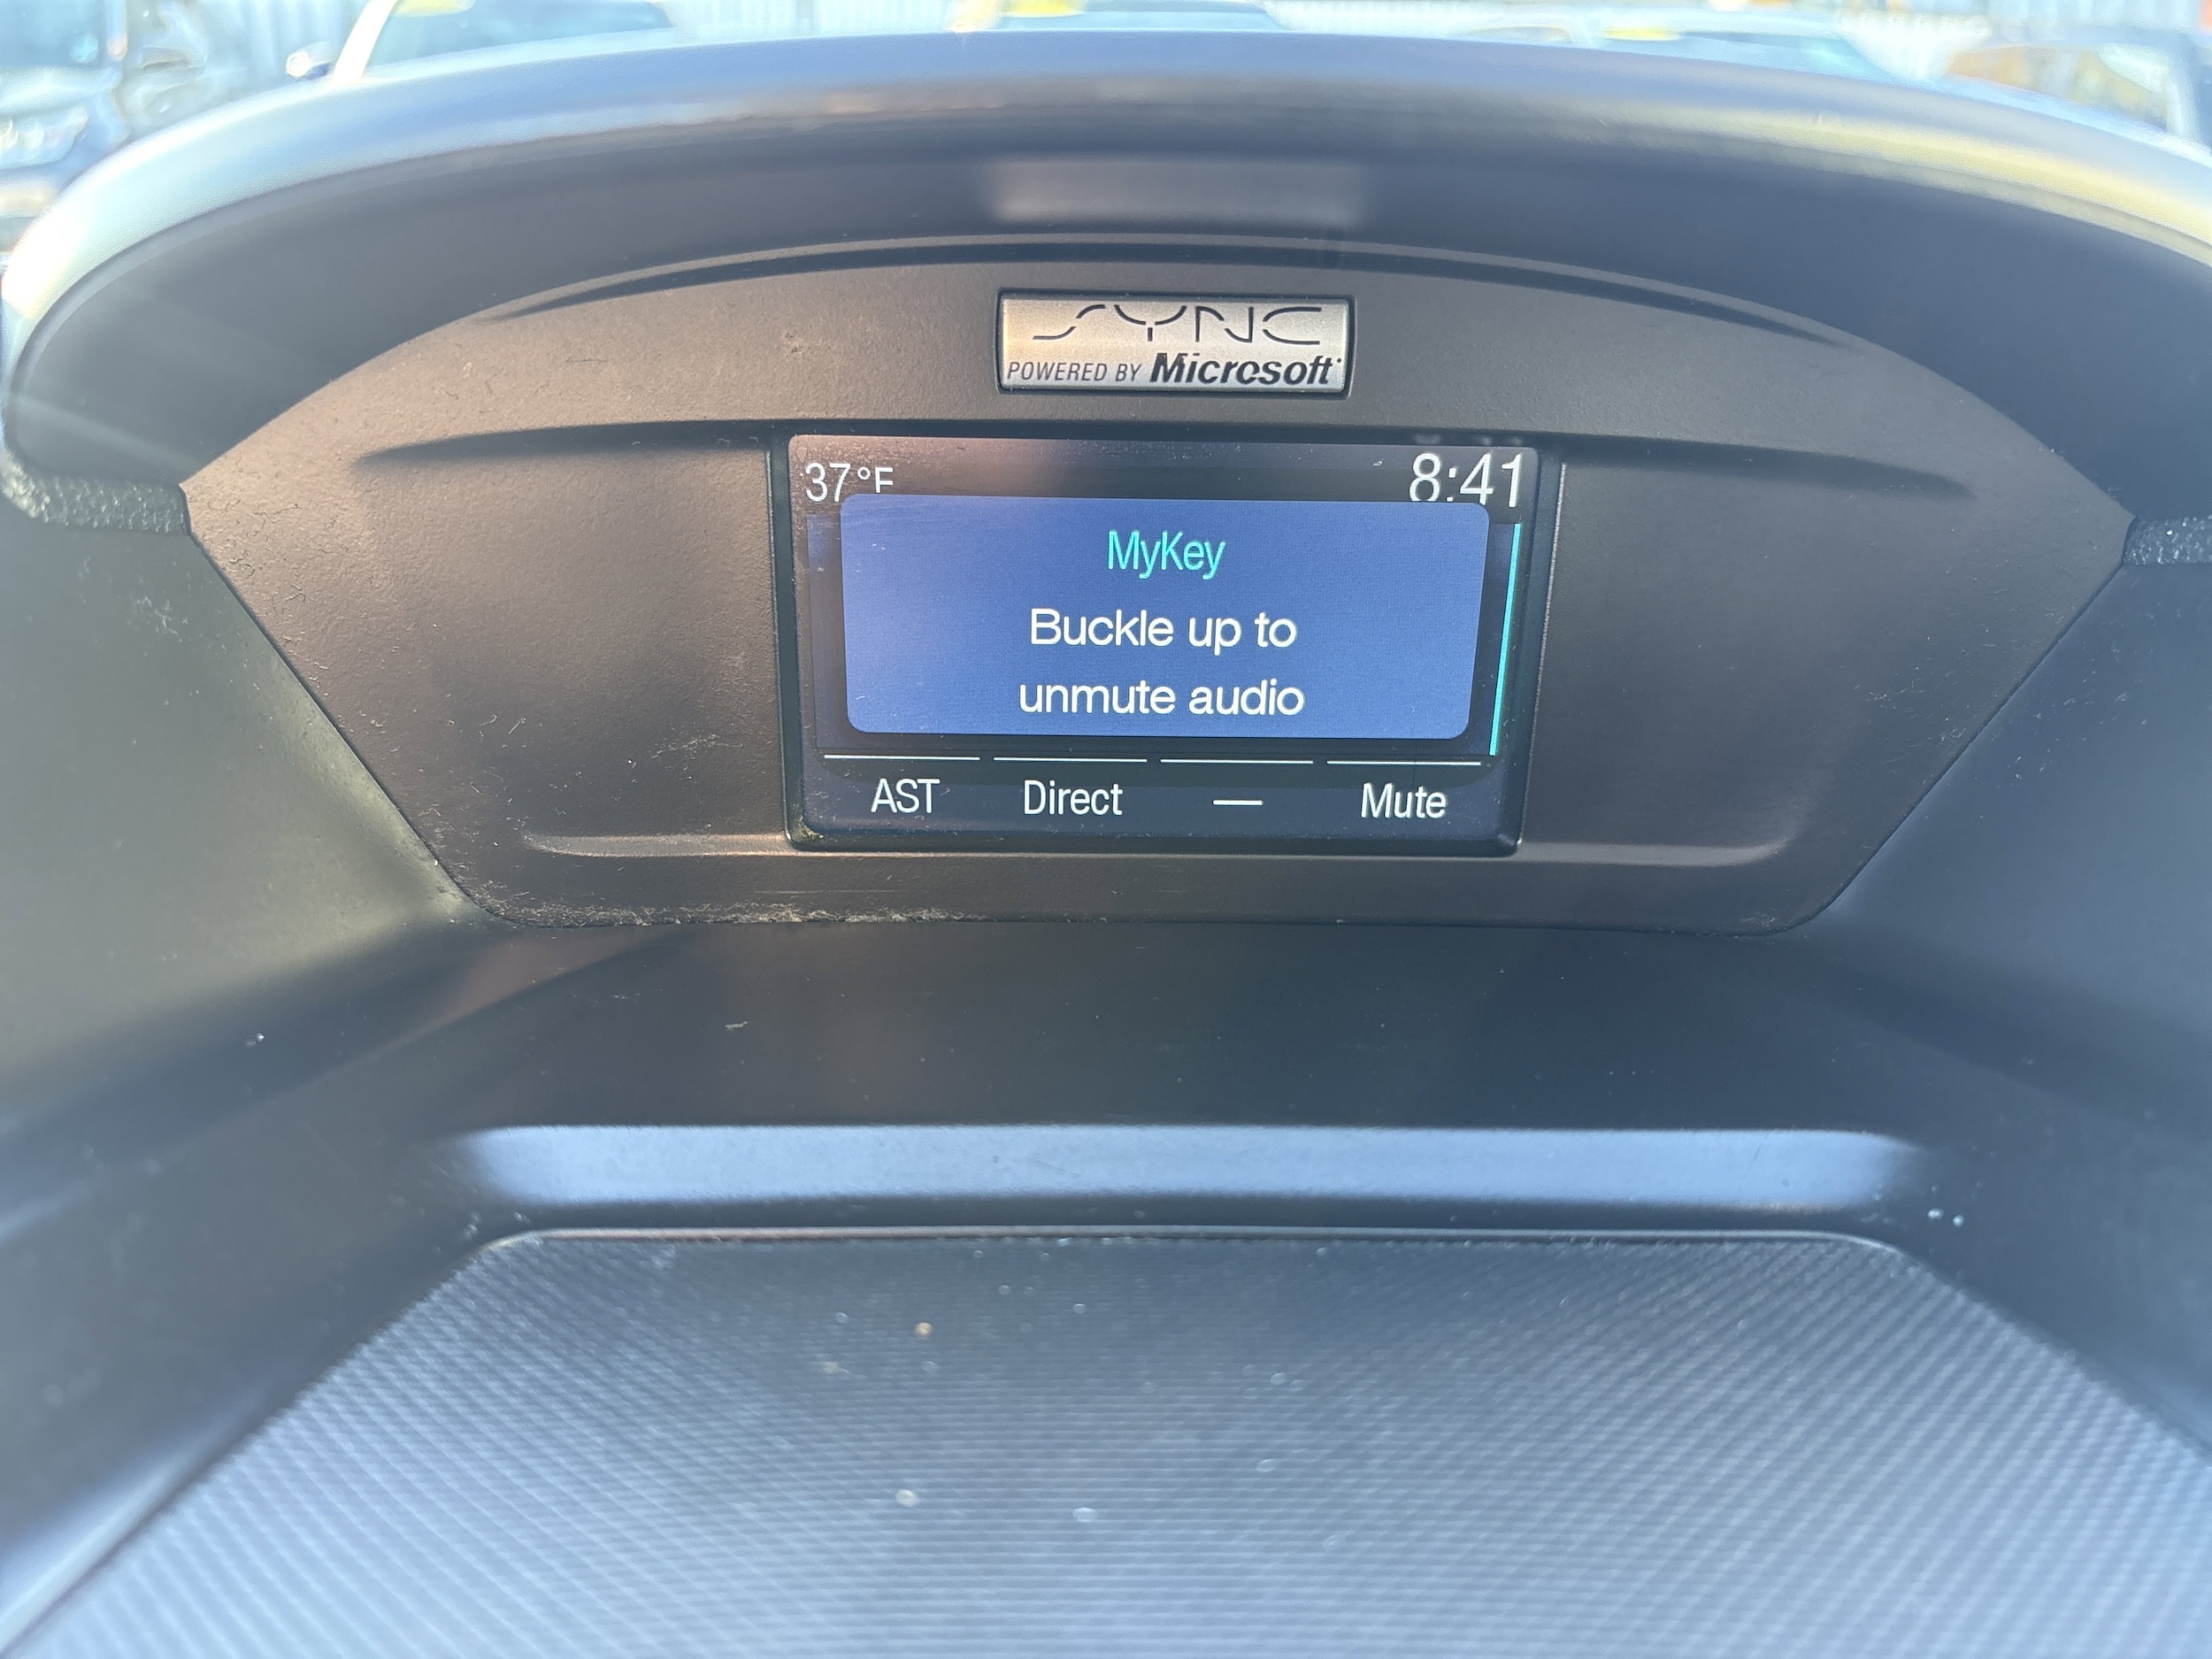 SYNC
POWERED BY Microsoft
37°F 8:41
MyKey
Buckle up to
unmute audio
AST Direct — Mute